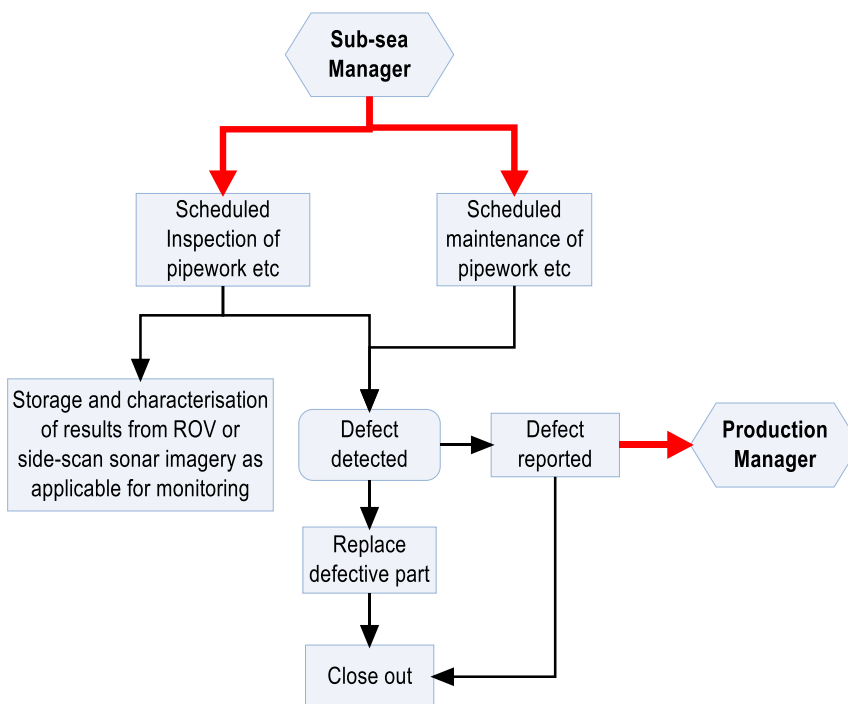 Sub-sea
Manager
Scheduled
Inspection of
pipework etc
Scheduled
maintenance of
pipework etc
Storage and characterisation
of results from ROV or
side-scan sonar imagery as
applicable for monitoring
Defect
detected
Defect
reported
Production
Manager
Replace
defective part
Close out